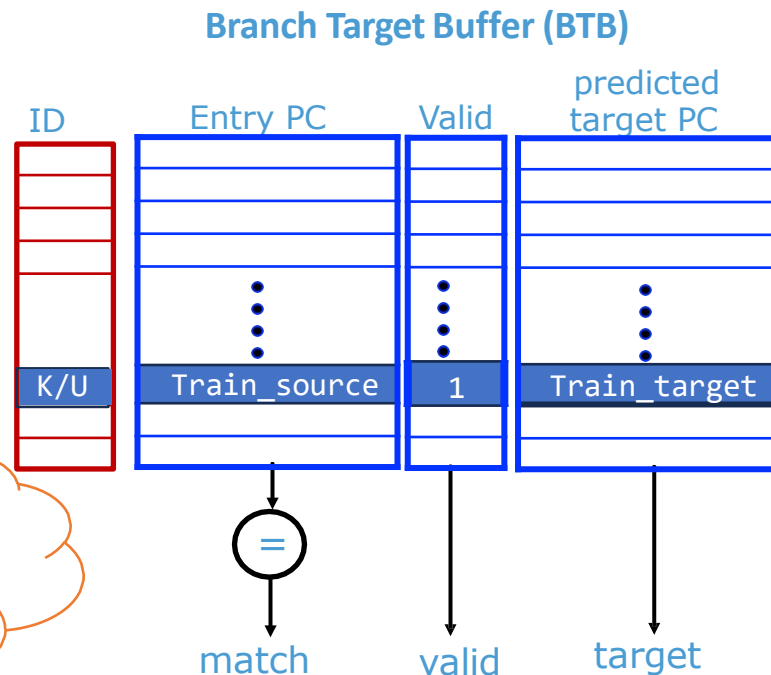 Branch Target Buffer (BTB)
ID
Entry PC
Valid
predicted
target PC
K/U
Train_source
1
Train_target
=
match
valid
target